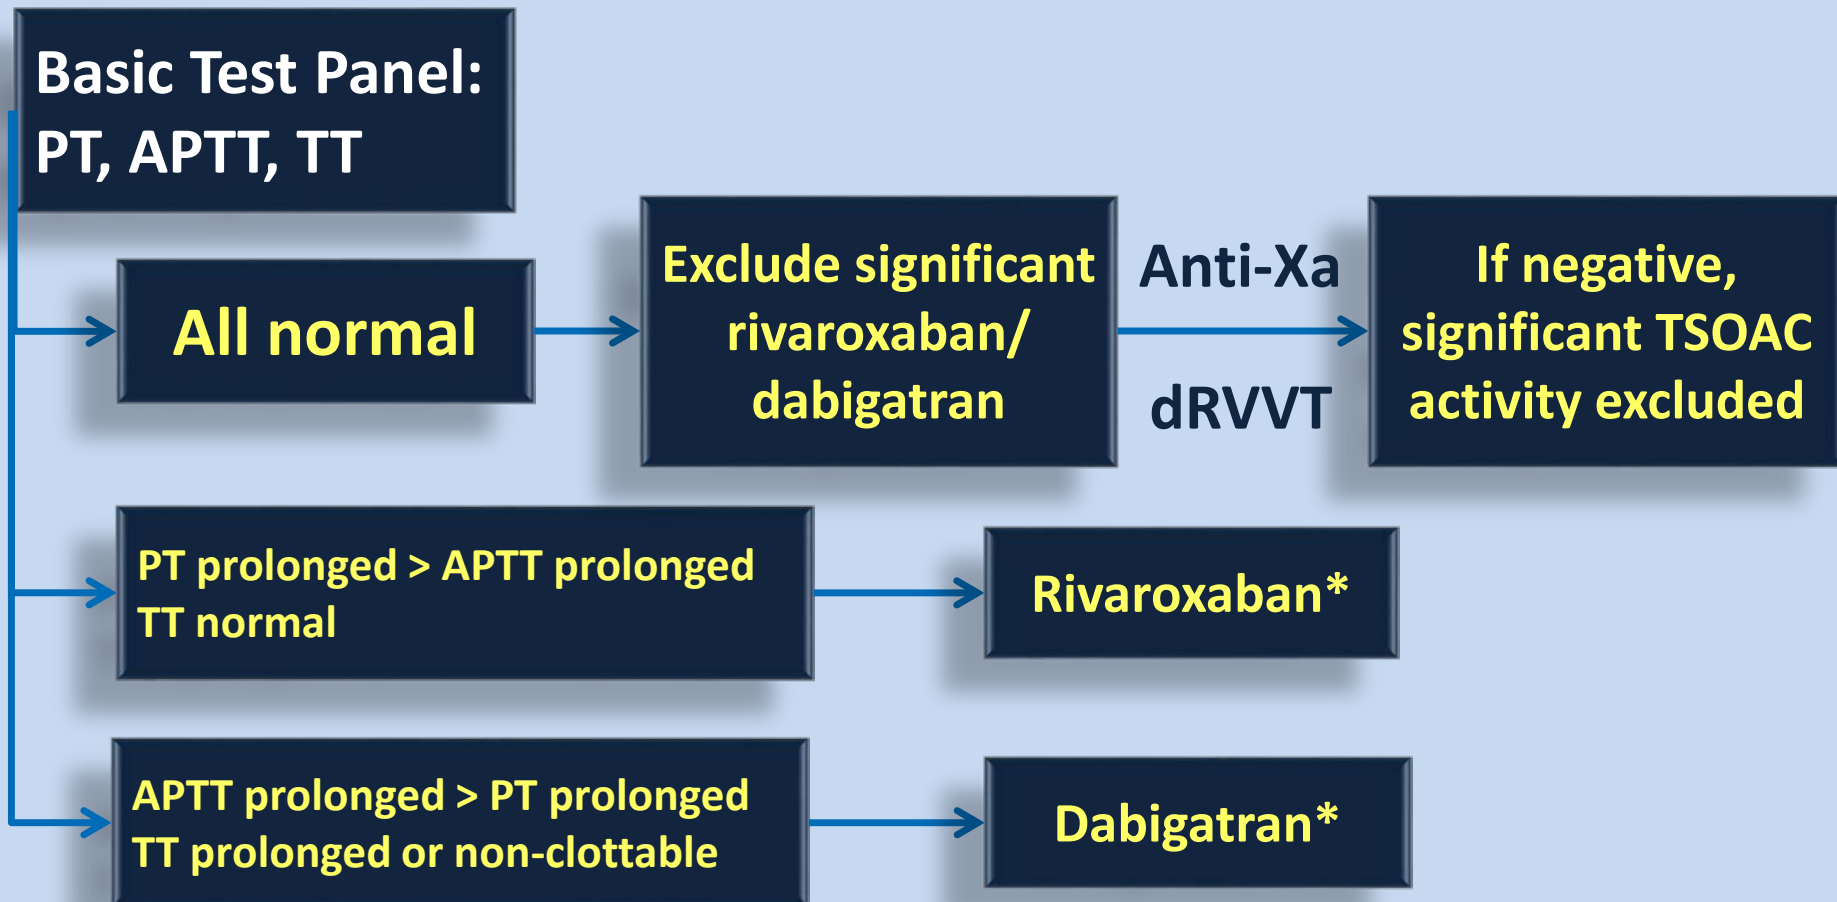 Basic Test Panel:
PT, APTT, TT
All normal
Exclude significant
rivaroxaban/
dabigatran
Anti-Xa
dRVVT
If negative,
significant TSOAC
activity excluded
PT prolonged > APTT prolonged
TT normal
Rivaroxaban*
APTT prolonged > PT prolonged
TT prolonged or non-clottable
Dabigatran*